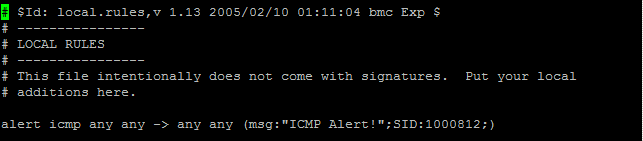 # $Id: local.rules,v 1.13 2005/02/10 01:11:04 bmc Exp $
# ----------------
# LOCAL RULES
# ----------------
# This file intentionally does not come with signatures.  Put your local
# additions here.
alert icmp any any -> any any (msg:"ICMP Alert!";SID:1000812;)